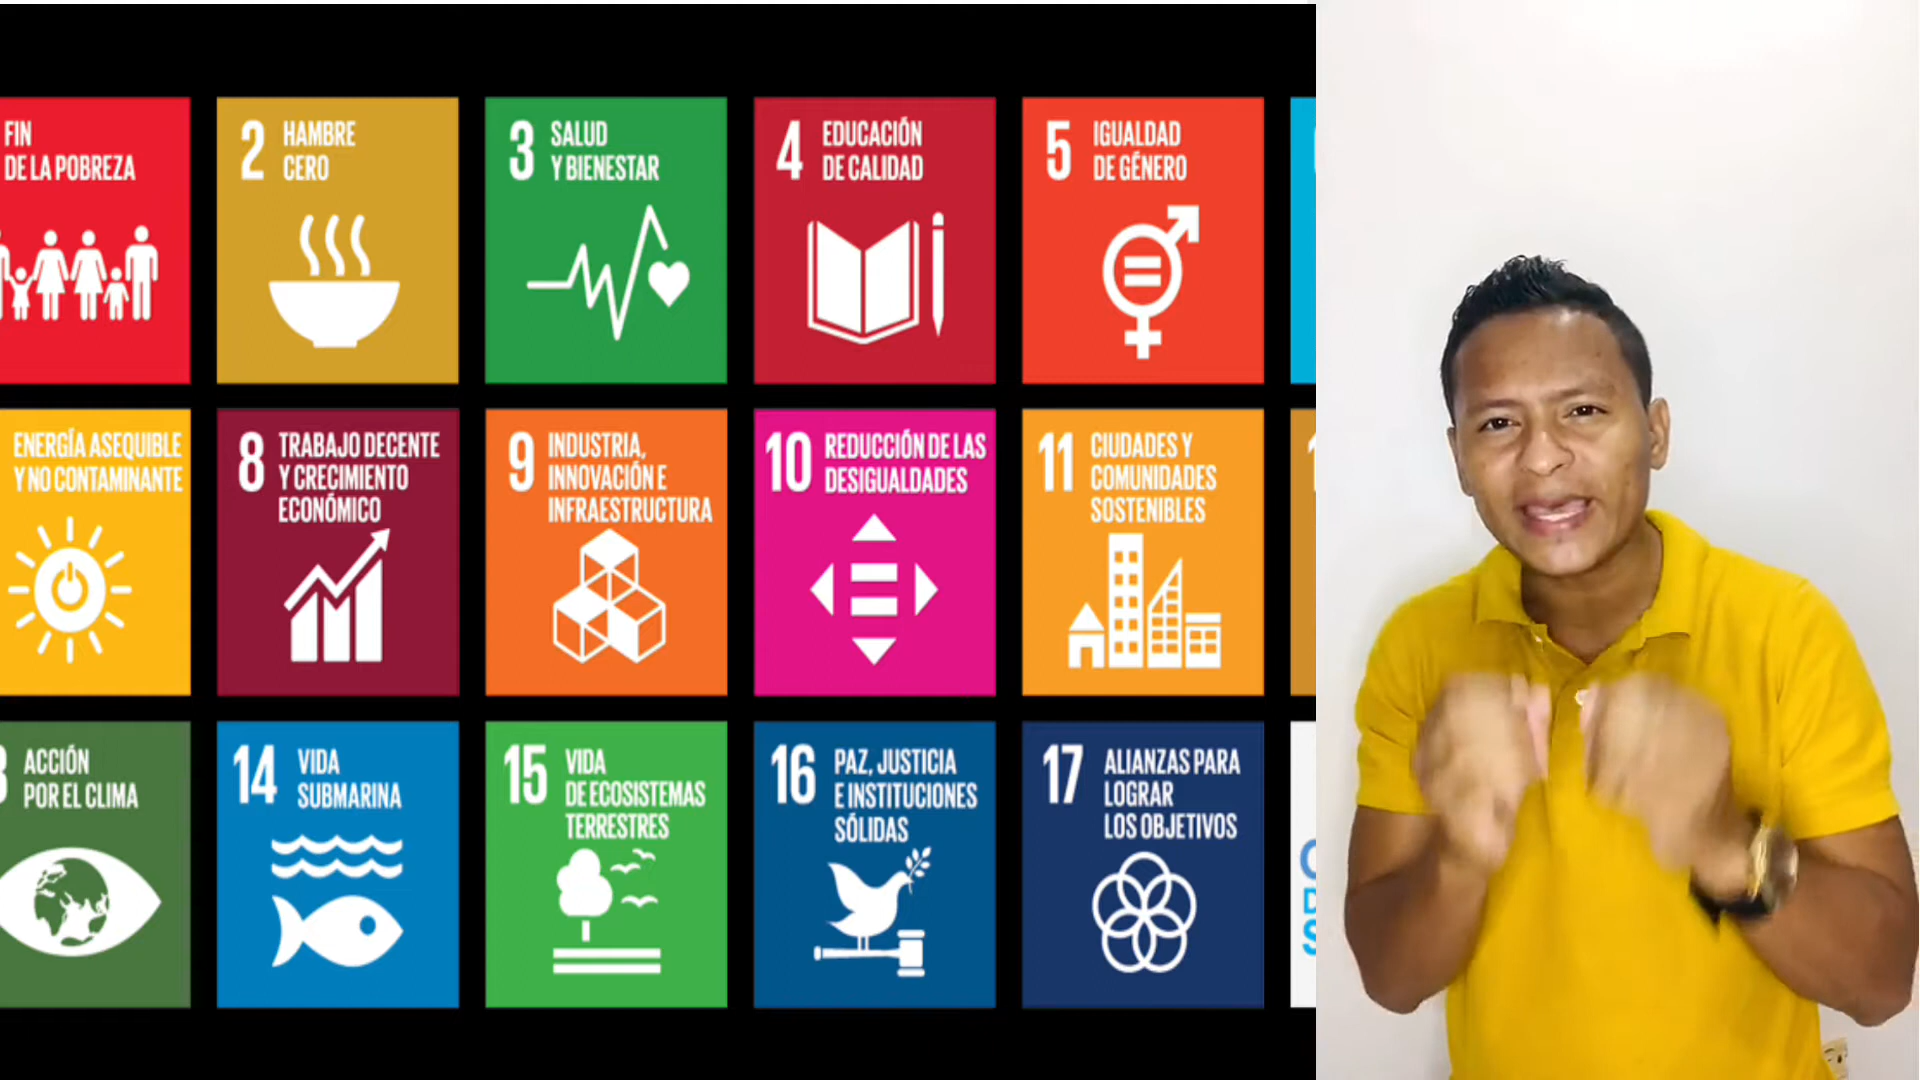 FIN
DE LA POBREZA
2 HAMBRE
CERO
3 SALUD
Y BIENESTAR
4 EDUCACIÓN
DE CALIDAD
5 IGUALDAD
DE GÉNERO
ENERGÍA ASEQUIBLE
Y NO CONTAMINANTE
8 TRABAJO DECENTE
Y CRECIMIENTO
ECONÓMICO
9 INDUSTRIA,
INNOVACIÓN E
INFRAESTRUCTURA
10 REDUCCIÓN DE LAS
DESIGUALDADES
11 CIUDADES Y
COMUNIDADES
SOSTENIBLES
ACCIÓN
POR EL CLIMA
14 VIDA
SUBMARINA
15 VIDA
DE ECOSISTEMAS
TERRESTRES
16 PAZ, JUSTICIA
E INSTITUCIONES
SÓLIDAS
17 ALIANZAS PARA
LOGRAR
LOS OBJETIVOS